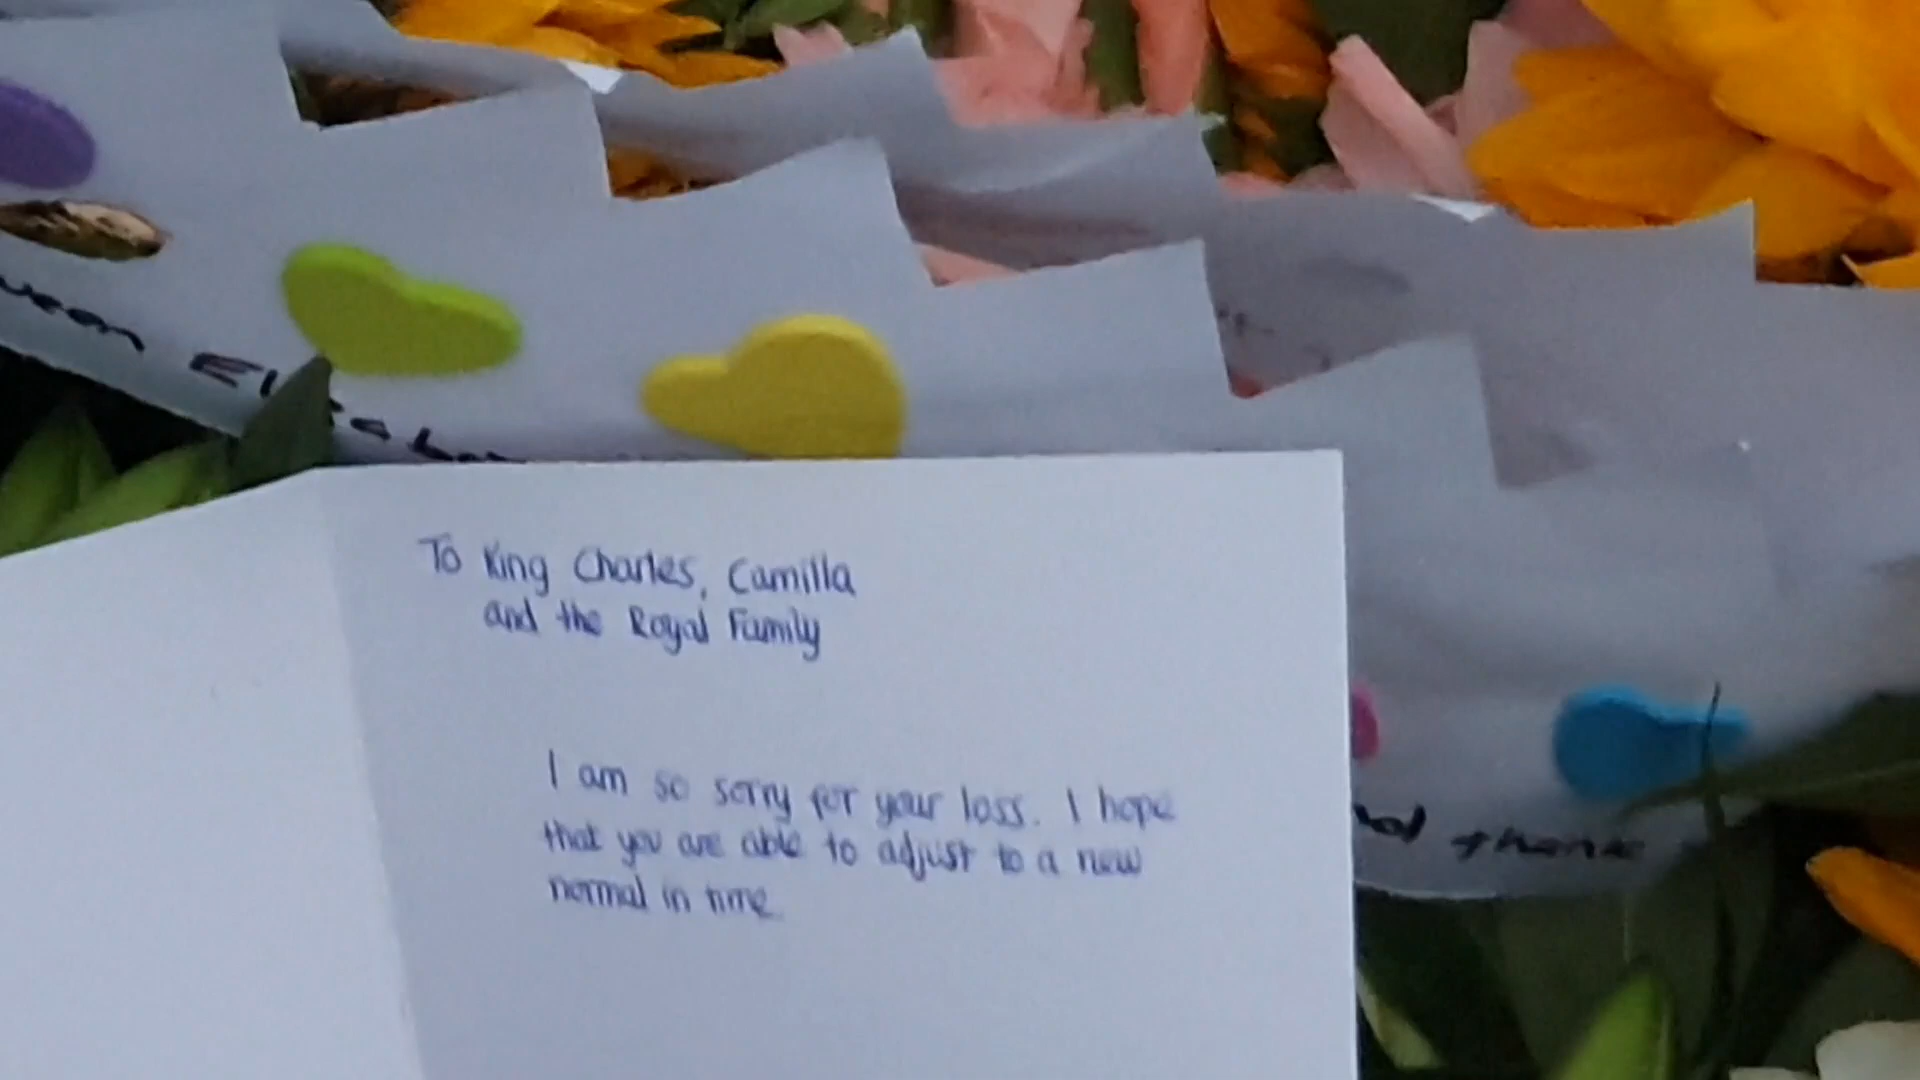 To King Charles, Camilla
and the Royal Family
I am so sorry for your loss. I hope
that you are able to adjust to a new
normal in time.
thank